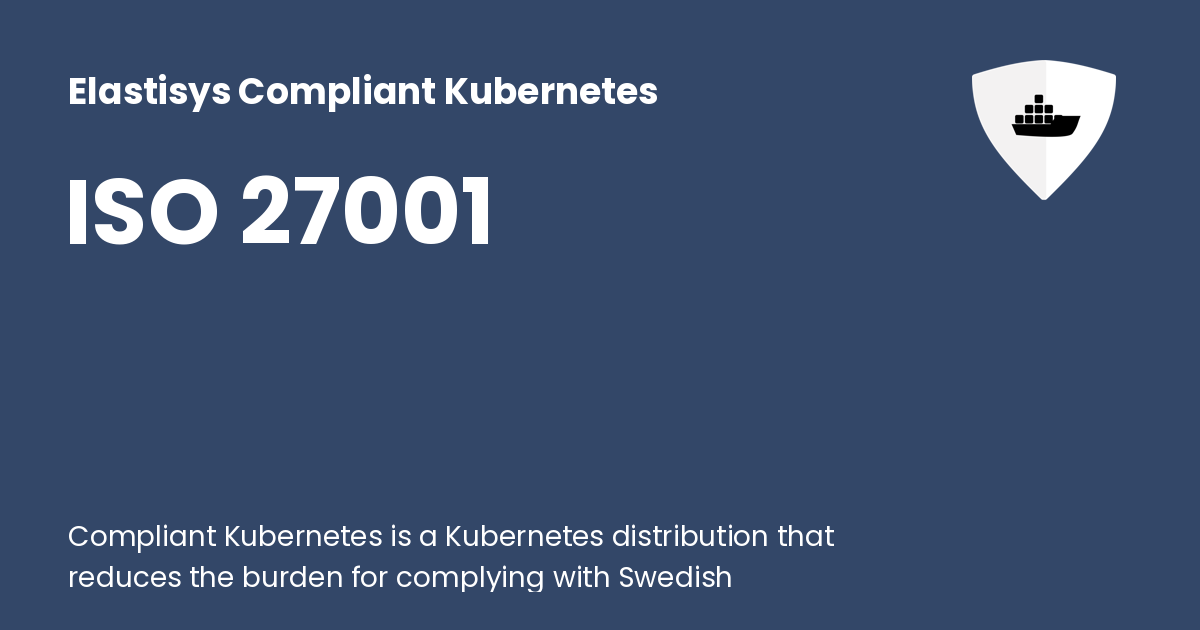 Elastisys Compliant Kubernetes
ISO 27001
Compliant Kubernetes is a Kubernetes distribution that
reduces the burden for complying with Swedish